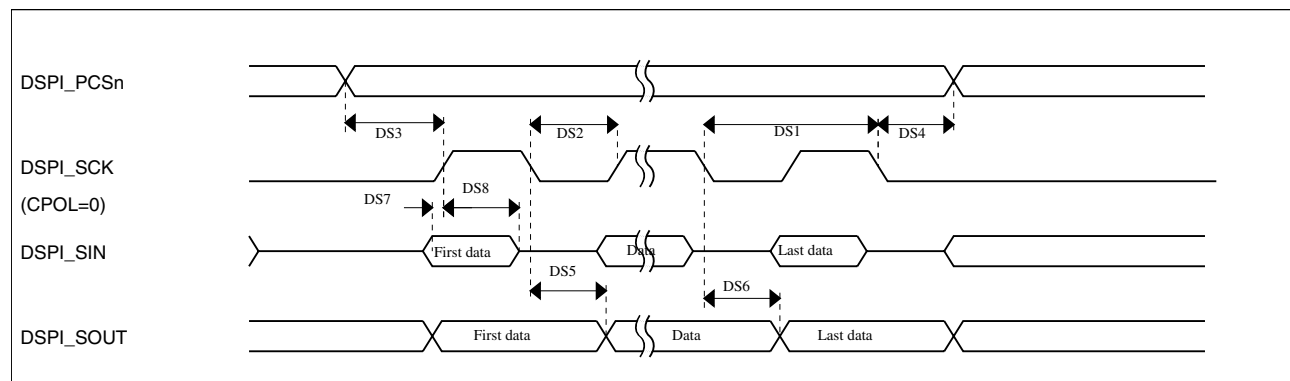 DSPI_PCSn
DS3
DS2
DS1
DS4
DSPI_SCK
(CPOL=0)
DS7
DS8
DSPI_SIN
First data
Data
Last data
DS5
DS6
DSPI_SOUT
First data
Data
Last data